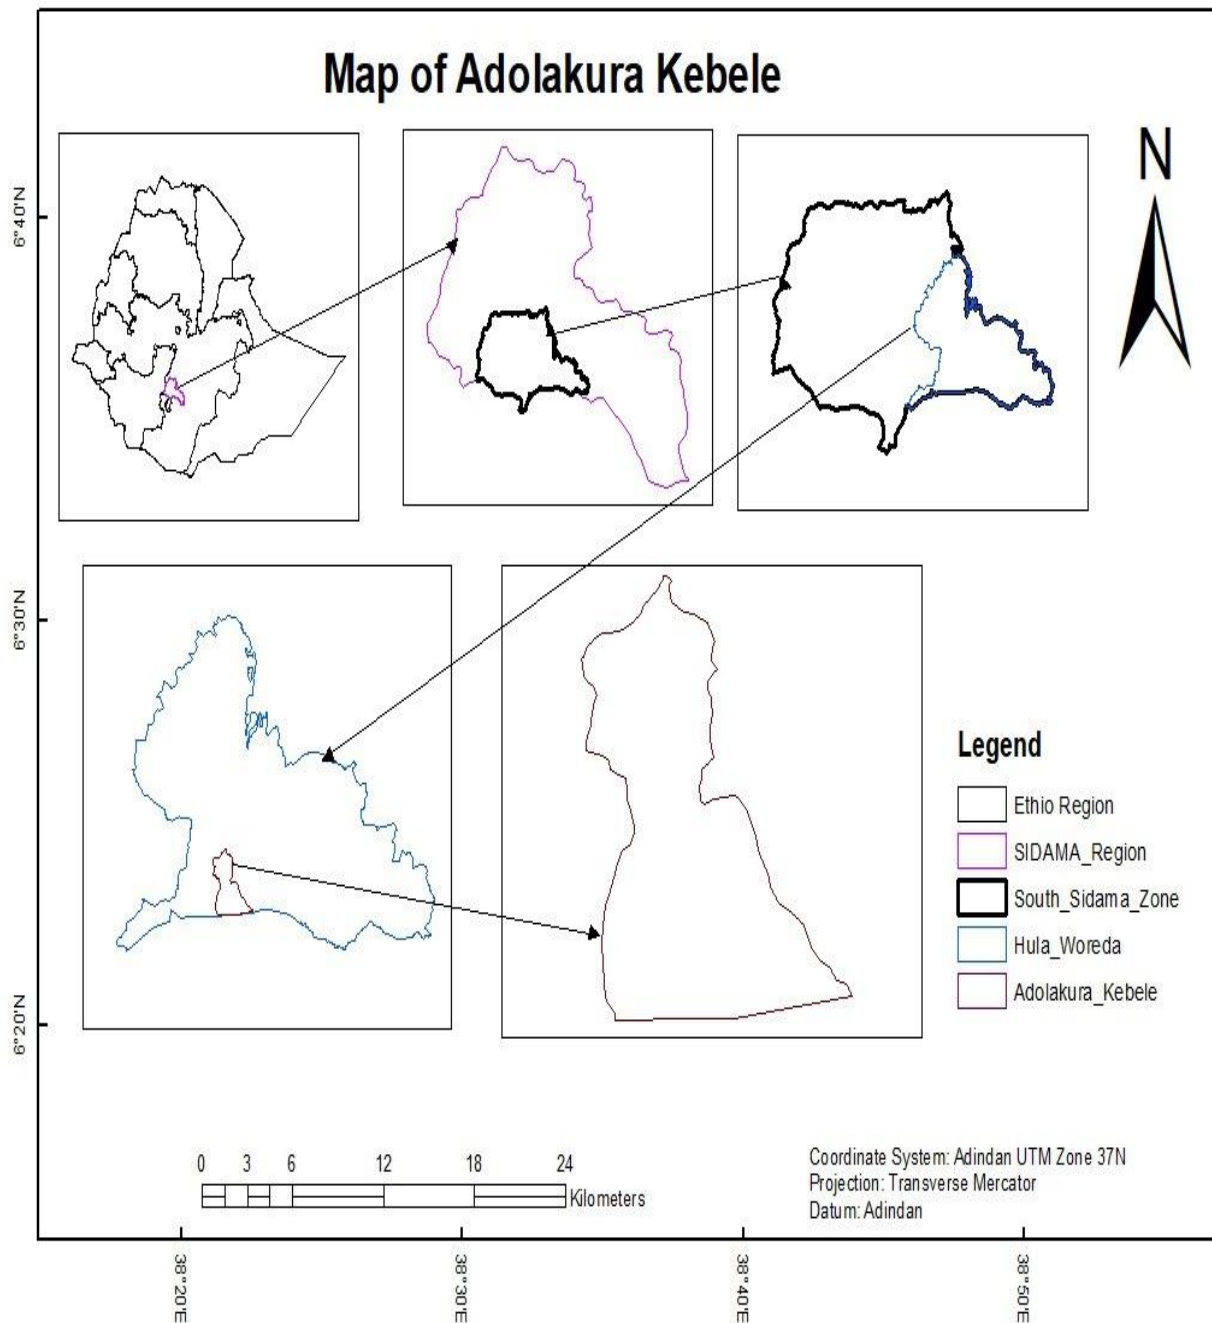 Map of Adolakura Kebele
N
6°40'N
6°30'N
6°20'N
Legend
Ethio Region
SIDAMA_Region
South_Sidama_Zone
Hula_Woreda
Adolakura_Kebele
0 3 6 12 18 24
Kilometers
Coordinate System: Adindan UTM Zone 37N
Projection: Transverse Mercator
Datum: Adindan
38°20'E 38°30'E 38°40'E 38°50'E